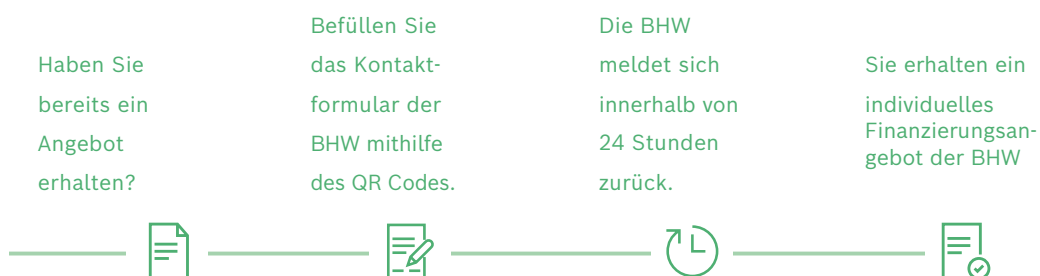 Haben Sie
bereits ein
Angebot
erhalten?
Befüllen Sie
das Kontakt-
formular der
BHW mithilfe
des QR Codes.
Die BHW
meldet sich
innerhalb von
24 Stunden
zurück.
Sie erhalten ein
individuelles
Finanzierungsan-
gebot der BHW